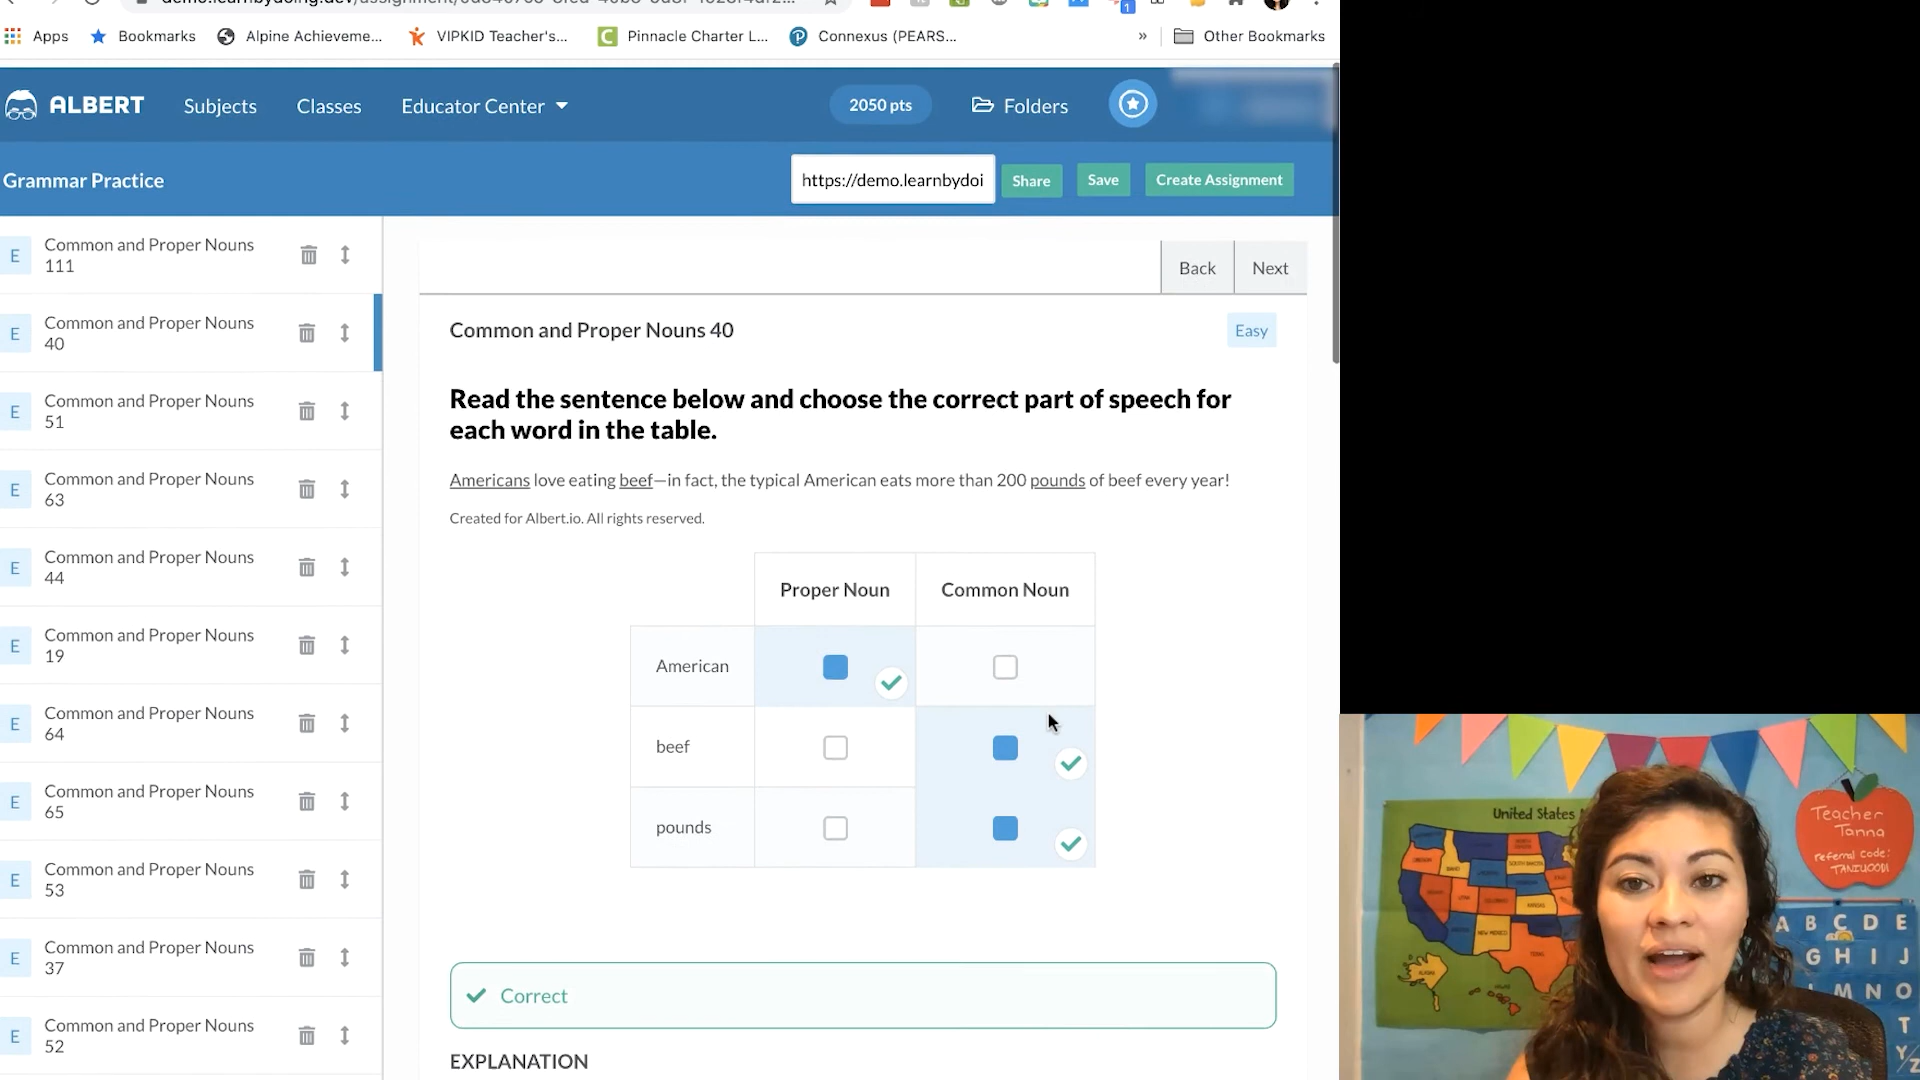 Apps
Bookmarks
Alpine Achieveme...
VIPKID Teacher's...
Pinnacle Charter L...
Connexus (PEARS...
»
Other Bookmarks
1
ALBERT
Subjects
Classes
Educator Center
2050 pts
Folders
Grammar Practice
https://demo.learnbydoi
Share
Save
Create Assignment
E
Common and Proper Nouns
111
E
Common and Proper Nouns
40
E
Common and Proper Nouns
51
E
Common and Proper Nouns
63
E
Common and Proper Nouns
44
E
Common and Proper Nouns
19
E
Common and Proper Nouns
64
E
Common and Proper Nouns
65
E
Common and Proper Nouns
53
E
Common and Proper Nouns
37
E
Common and Proper Nouns
52
Back
Next
Common and Proper Nouns 40
Easy
Read the sentence below and choose the correct part of speech for
each word in the table.
Americans love eating beef—in fact, the typical American eats more than 200 pounds of beef every year!
Created for Albert.io. All rights reserved.
Proper Noun
Common Noun
American
beef
pounds
Correct
EXPLANATION
United States
Teacher
Tanna
referral code:
TANIUOODI
A B C D E
G H I J
M N O
T
Y Z